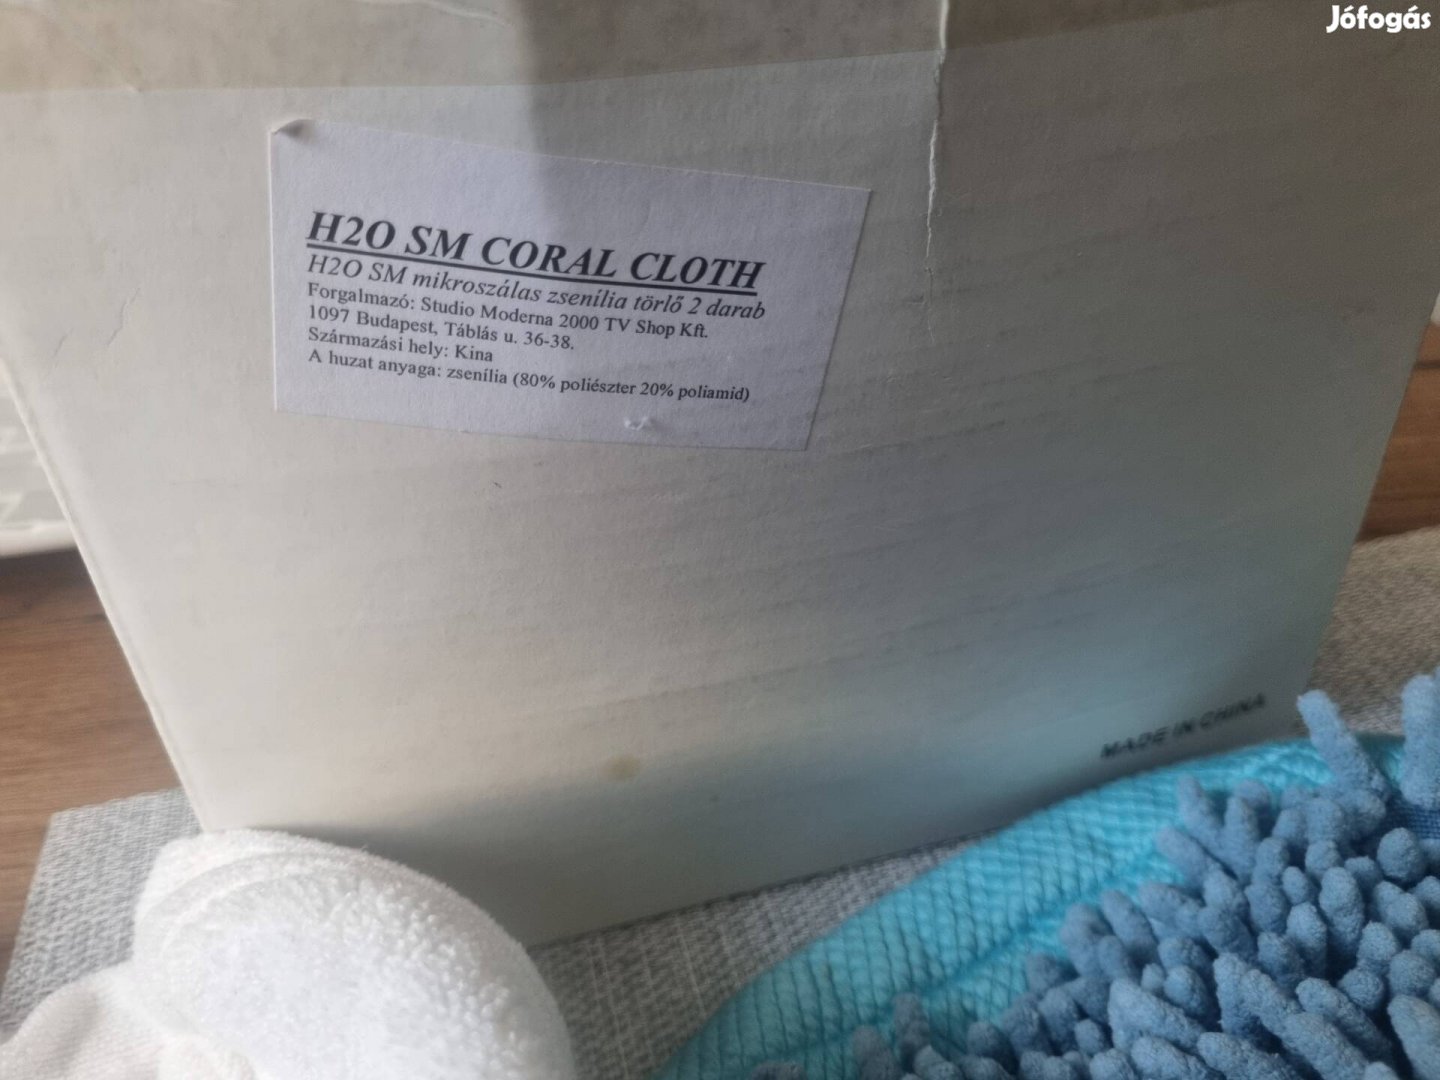 Jófogás
H2O SM CORAL CLOTH
H2O SM mikroszálas zsenília törlő 2 darab
Forgalmazó: Studio Moderna 2000 TV Shop Kft.
1097 Budapest, Táblás u. 36-38.
Származási hely: Kina
A huzat anyaga: zsenília (80% poliészter 20% poliamid)
MADE IN CHINA